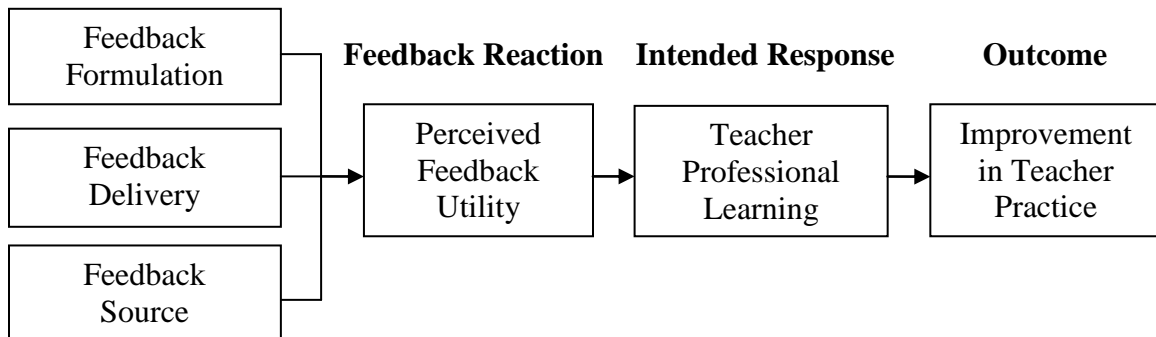 Feedback
Formulation
Feedback
Delivery
Feedback
Source
Feedback Reaction
Perceived
Feedback
Utility
Intended Response
Teacher
Professional
Learning
Outcome
Improvement
in Teacher
Practice